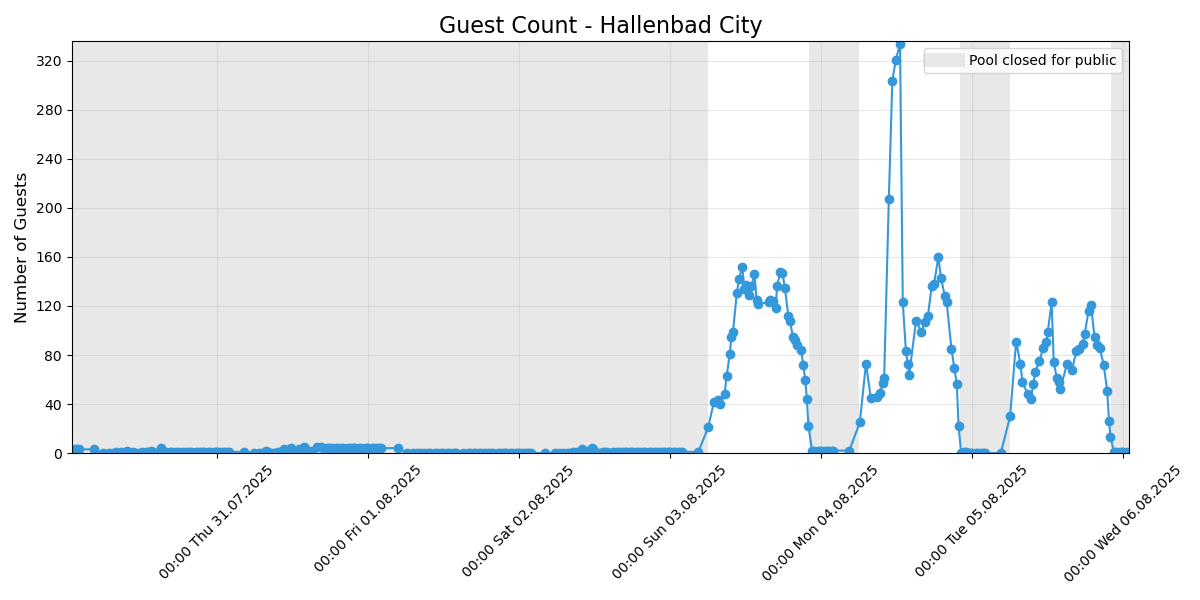 Guest Count - Hallenbad City
Pool closed for public
Number of Guests
320
280
240
200
160
120
80
40
0
00:00 Thu 31.07.2025
00:00 Fri 01.08.2025
00:00 Sat 02.08.2025
00:00 Sun 03.08.2025
00:00 Mon 04.08.2025
00:00 Tue 05.08.2025
00:00 Wed 06.08.2025